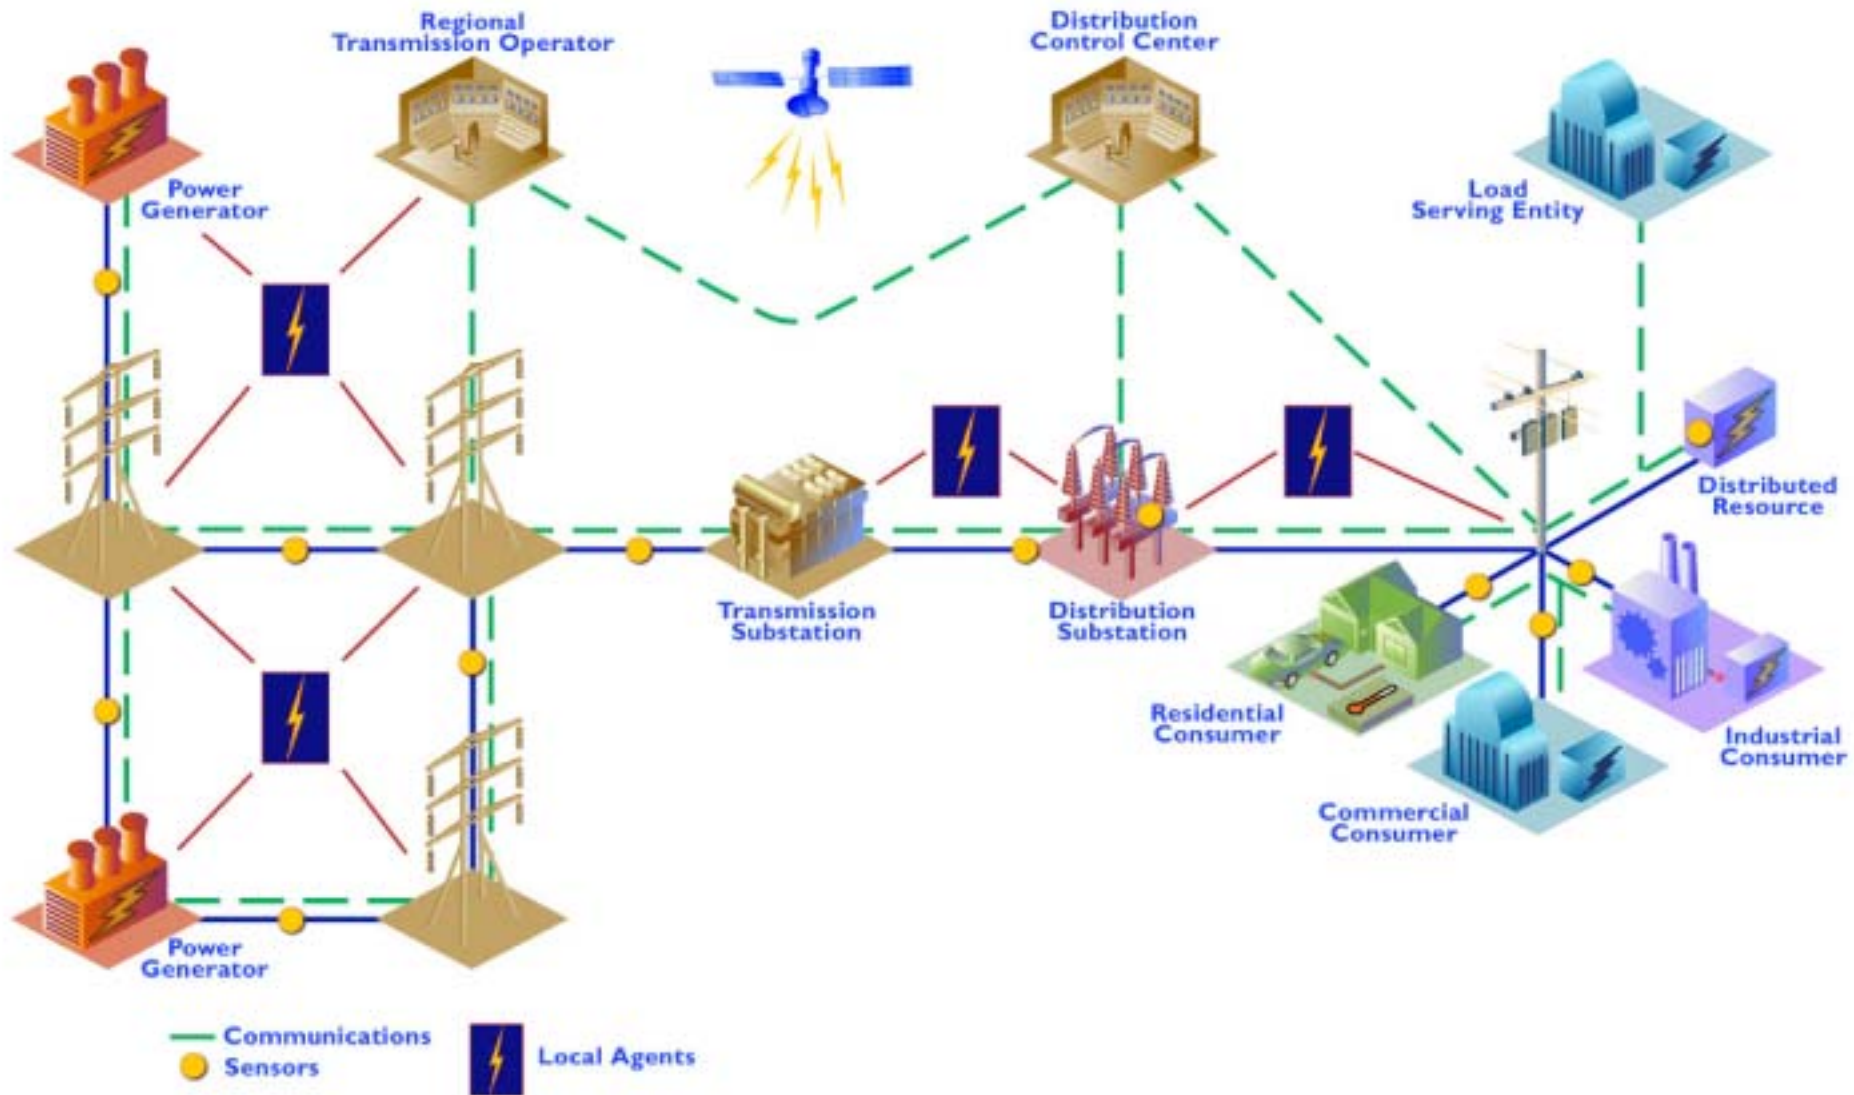 Regional
Transmission Operator
Distribution
Control Center
Power
Generator
Load
Serving Entity
Distributed
Resource
Transmission
Substation
Distribution
Substation
Residential
Consumer
Industrial
Consumer
Commercial
Consumer
Power
Generator
Communications
Sensors
Local Agents